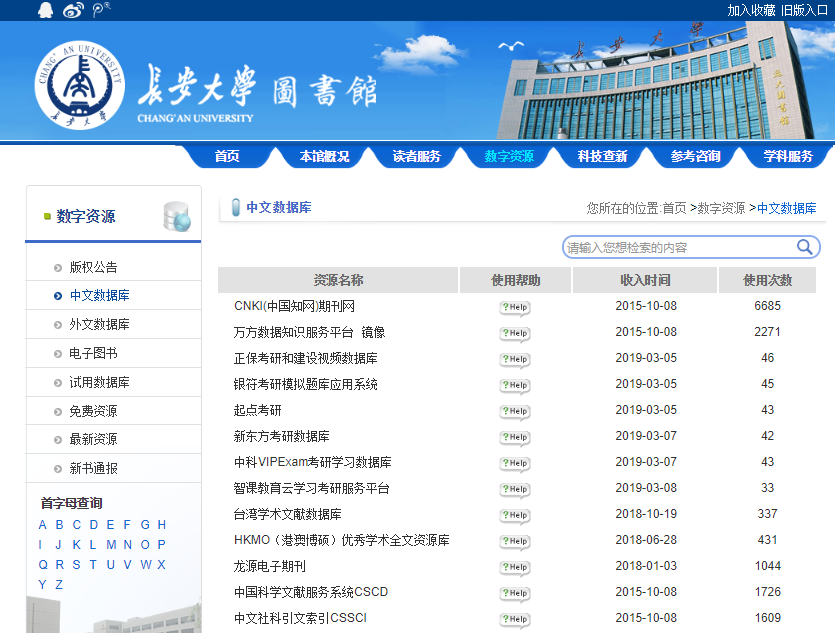 加入收藏 |旧版入口
CHANG'AN UNIVERSITY
長安大學 圖書館
CHANG'AN UNIVERSITY
首页 本馆概况 读者服务 数字资源 科技查新 参考咨询 学科服务
数字资源
版权公告
中文数据库
外文数据库
电子图书
试用数据库
免费资源
最新资源
新书通报
首字母查询
A B C D E F G H
I J K L M N O P
Q R S T U V W X
Y Z
中文数据库
您所在的位置:首页 >数字资源 >中文数据库
请输入您想检索的内容
资源名称 使用帮助 收入时间 使用次数
CNKI(中国知网)期刊网 ?Help 2015-10-08 6685
万方数据知识服务平台 镜像 ?Help 2015-10-08 2271
正保考研和建设视频数据库 ?Help 2019-03-05 46
银符考研模拟题库应用系统 ?Help 2019-03-05 45
起点考研 ?Help 2019-03-05 43
新东方考研数据库 ?Help 2019-03-07 42
中科VIPExam考研学习数据库 ?Help 2019-03-07 43
智课教育云学习考研服务平台 ?Help 2019-03-08 33
台湾学术文献数据库 ?Help 2018-10-19 337
HKMO（港澳博硕）优秀学术全文资源库 ?Help 2018-06-28 431
龙源电子期刊 ?Help 2018-01-03 1044
中国科学文献服务系统CSCD ?Help 2015-10-08 1726
中文社科引文索引CSSCI ?Help 2015-10-08 1609